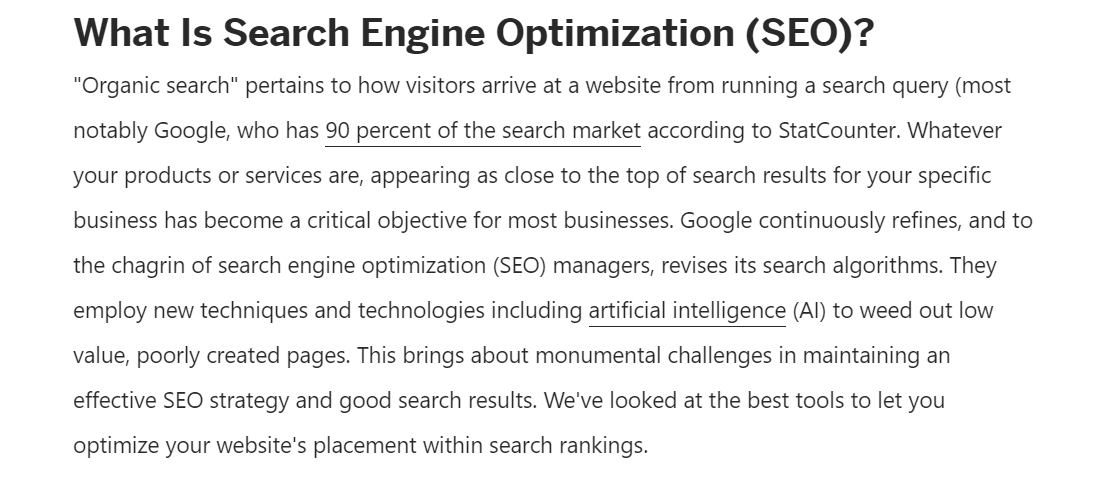 What Is Search Engine Optimization (SEO)?
"Organic search" pertains to how visitors arrive at a website from running a search query (most
notably Google, who has 90 percent of the search market according to StatCounter. Whatever
your products or services are, appearing as close to the top of search results for your specific
business has become a critical objective for most businesses. Google continuously refines, and to
the chagrin of search engine optimization (SEO) managers, revises its search algorithms. They
employ new techniques and technologies including artificial intelligence (AI) to weed out low
value, poorly created pages. This brings about monumental challenges in maintaining an
effective SEO strategy and good search results. We've looked at the best tools to let you
optimize your website's placement within search rankings.